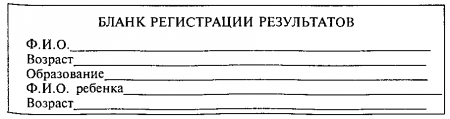 БЛАНК РЕГИСТРАЦИИ РЕЗУЛЬТАТОВ
Ф.И.О.
Возраст
Образование
Ф.И.О. ребенка
Возраст